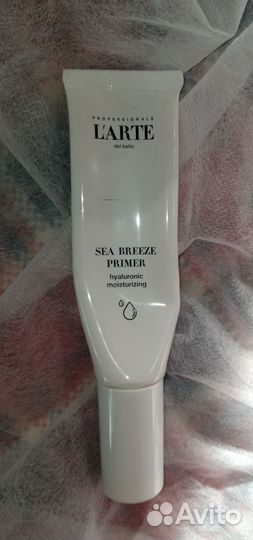 PROFESSIONALE
L'ARTE
del bello
SEA BREEZE
PRIMER
hyaluronic
moisturizing
Avito